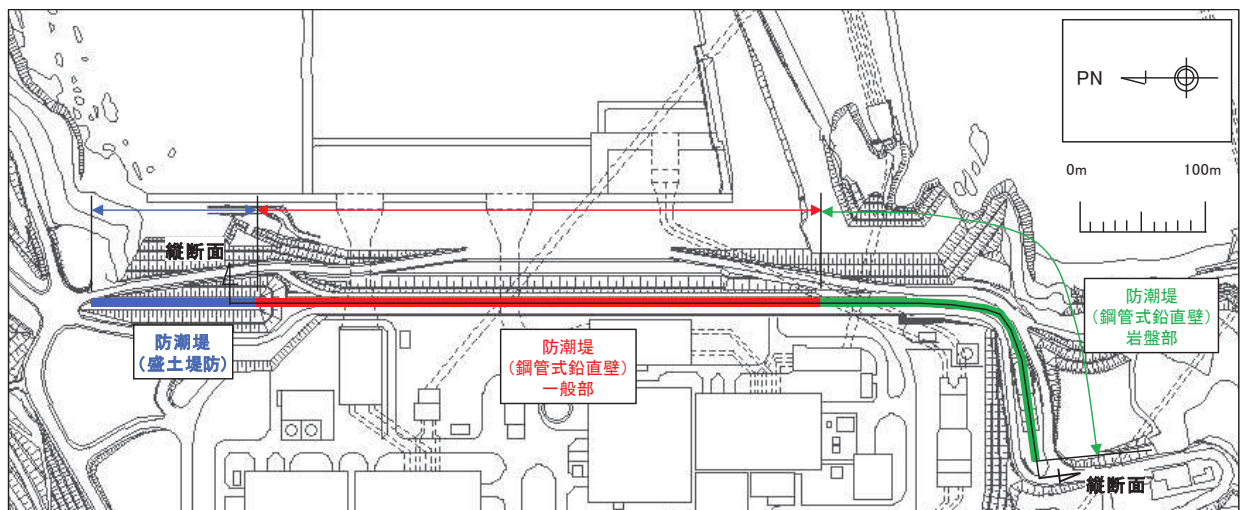 PN
0m
100m
縦断面
防潮堤
(盛土堤防)
防潮堤
(鋼管式鉛直壁)
一般部
防潮堤
(鋼管式鉛直壁)
岩盤部
縦断面